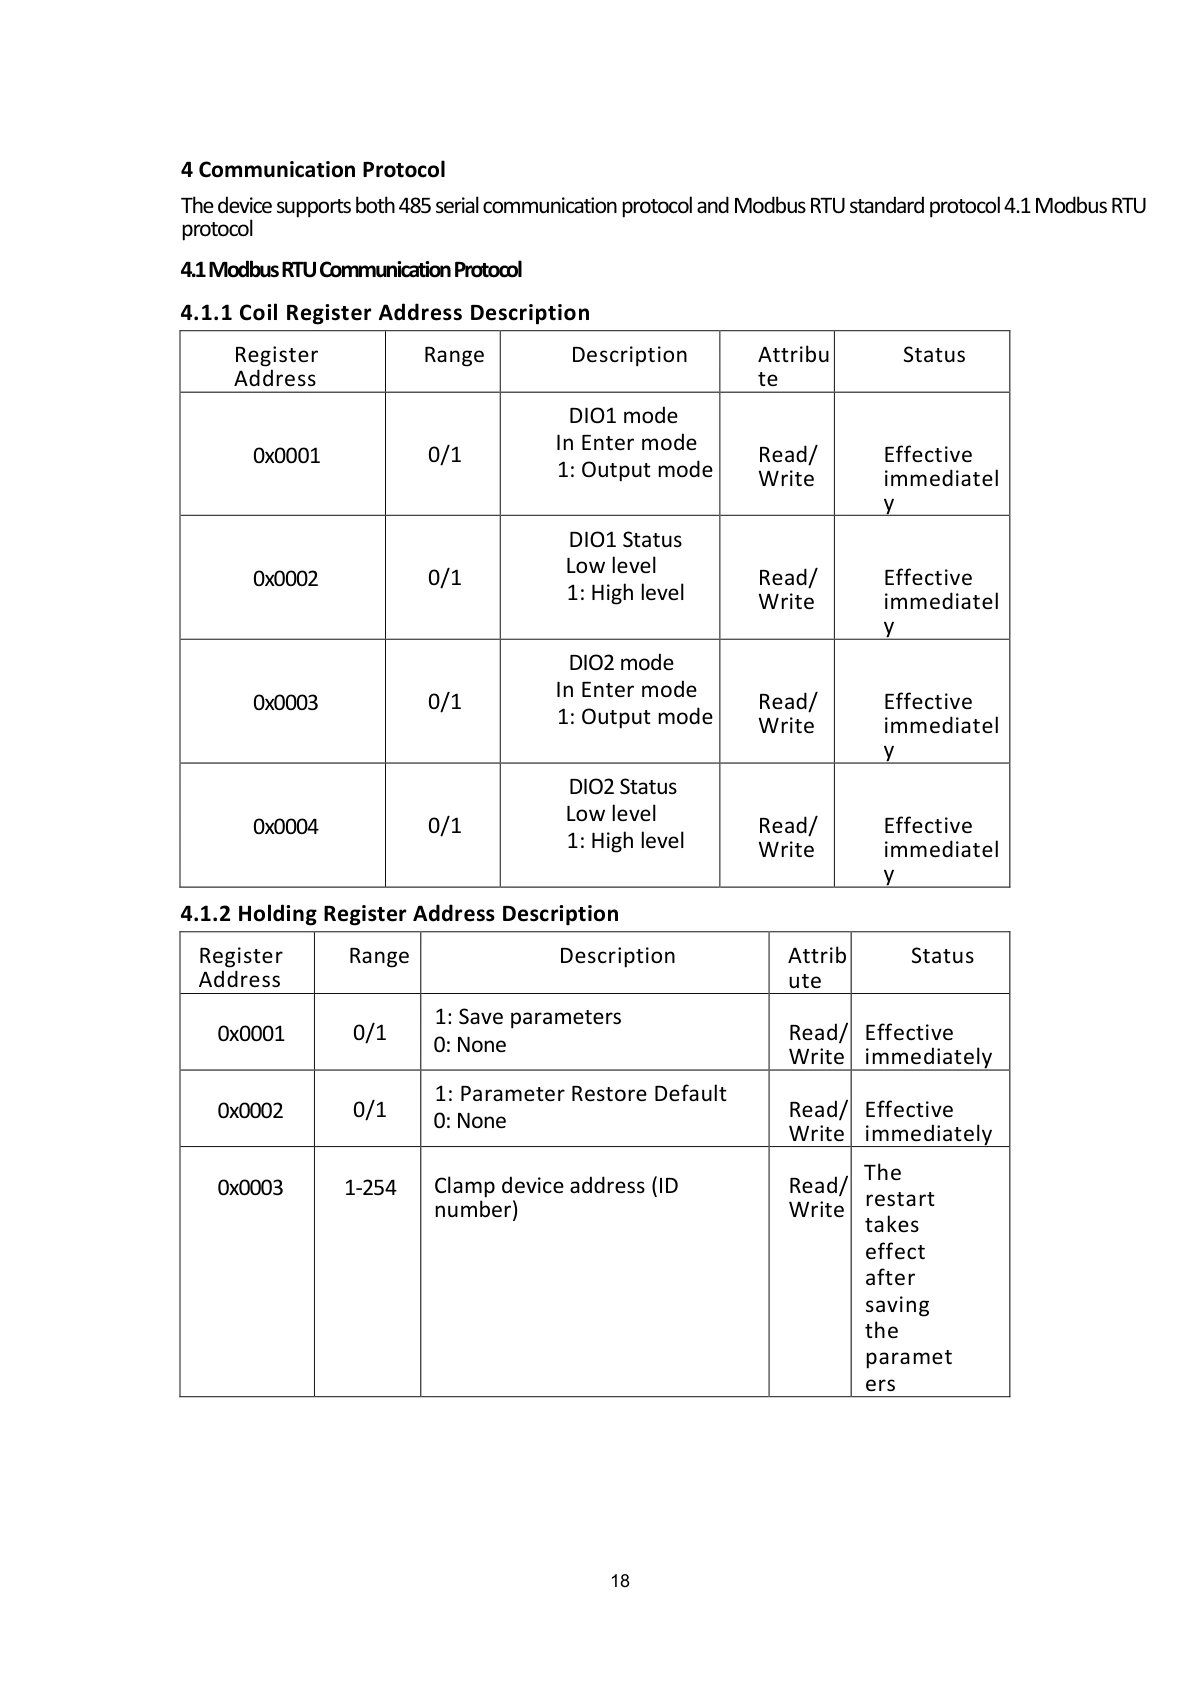 4 Communication Protocol
The device supports both 485 serial communication protocol and Modbus RTU standard protocol 4.1 Modbus RTU
protocol
4.1 Modbus RTU Communication Protocol
4.1.1 Coil Register Address Description
Register
Address
Range
Description
Attribu
te
Status
0x0001
0/1
DIO1 mode
In Enter mode
1: Output mode
Read/
Write
Effective
immediatel
y
0x0002
0/1
DIO1 Status
Low level
1: High level
Read/
Write
Effective
immediatel
y
0x0003
0/1
DIO2 mode
In Enter mode
1: Output mode
Read/
Write
Effective
immediatel
y
0x0004
0/1
DIO2 Status
Low level
1: High level
Read/
Write
Effective
immediatel
y
4.1.2 Holding Register Address Description
Register
Address
Range
Description
Attrib
ute
Status
0x0001
0/1
1: Save parameters
0: None
Read/
Write
Effective
immediately
0x0002
0/1
1: Parameter Restore Default
0: None
Read/
Write
Effective
immediately
0x0003
1-254
Clamp device address (ID
number)
Read/
Write
The
restart
takes
effect
after
saving
the
paramet
ers
18